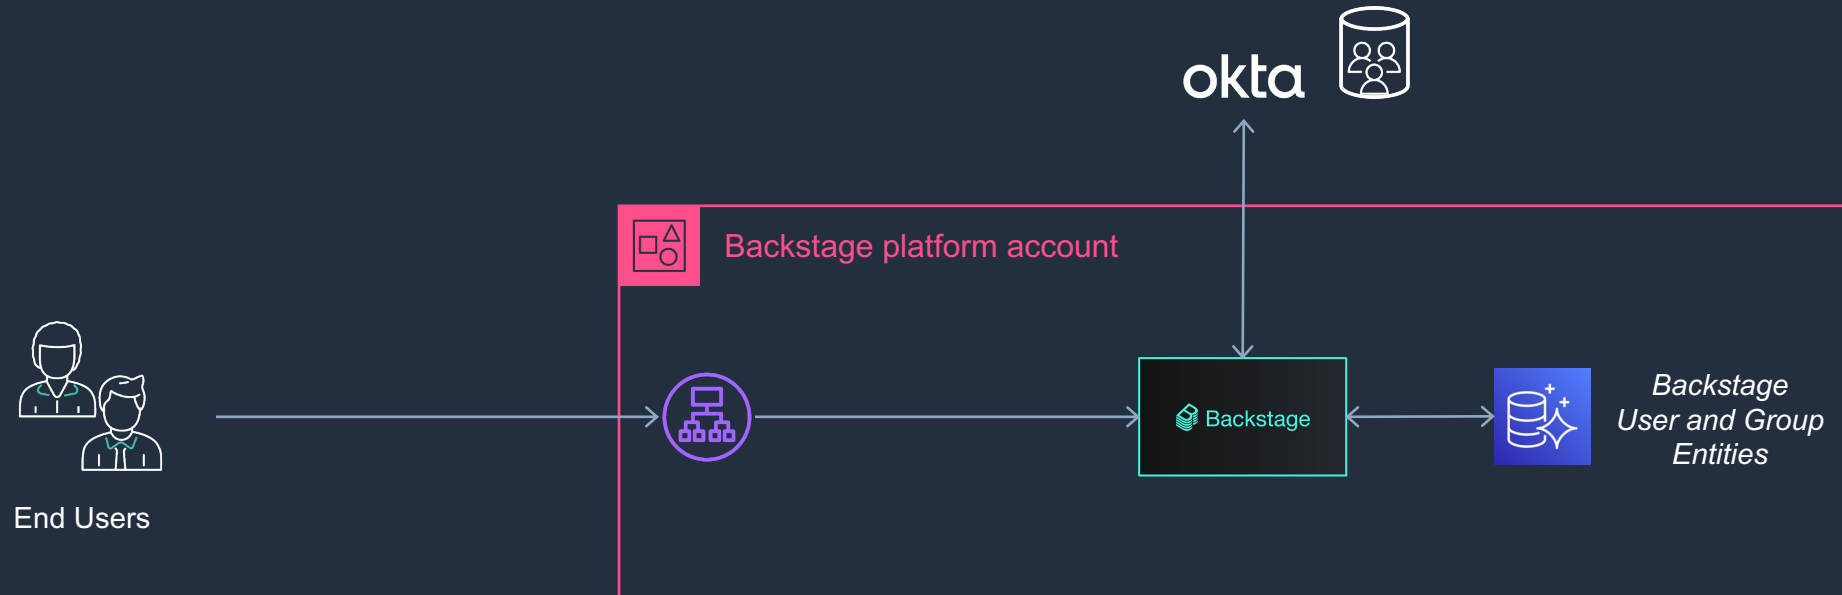 okta
Backstage platform account
Backstage
Backstage
User and Group
Entities
End Users